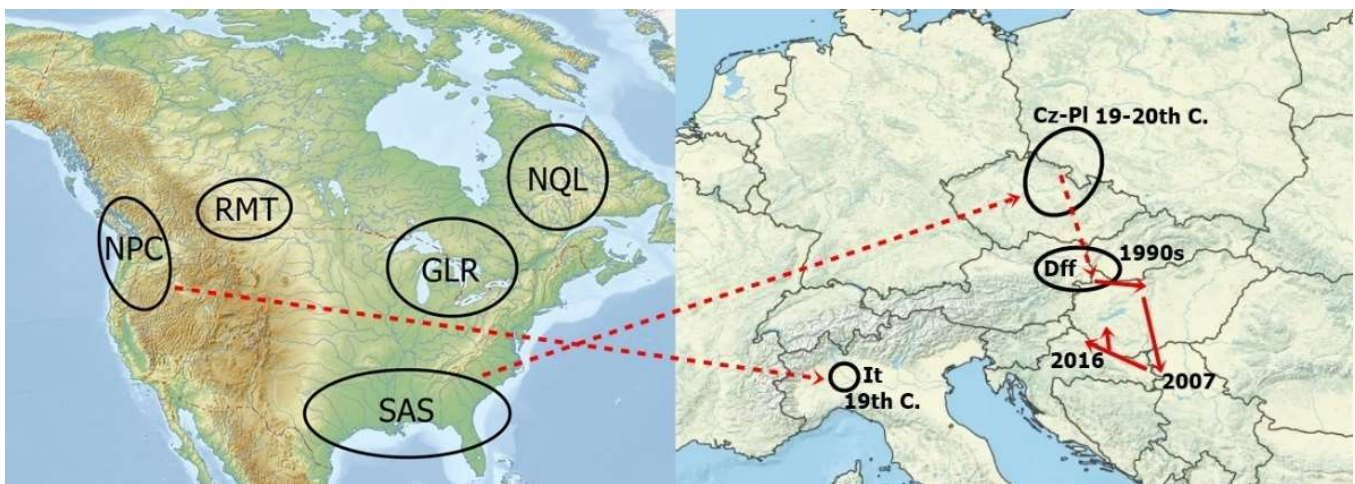 NQL
RMT
NPC
GLR
SAS
Cz-Pl 19-20th C.
1990s
Dff
2016
2007
It
19th C.